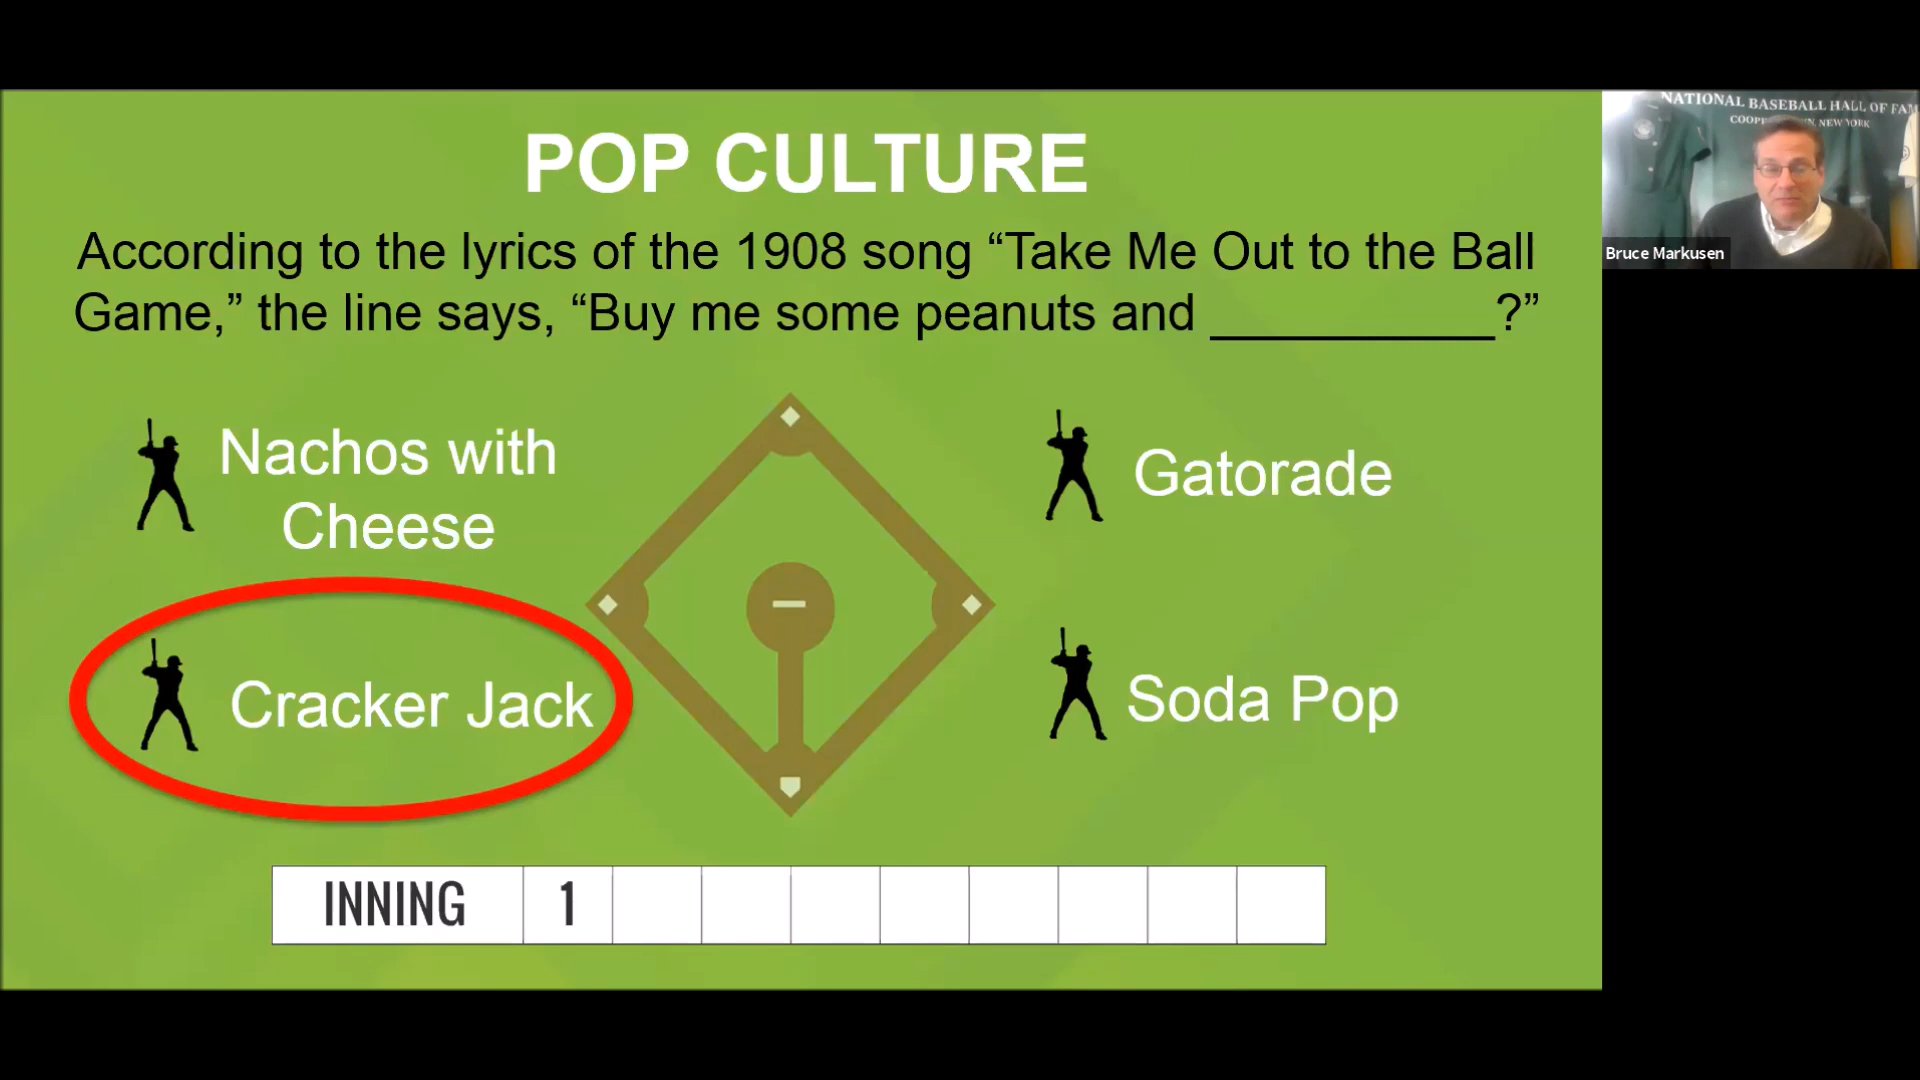 POP CULTURE
According to the lyrics of the 1908 song “Take Me Out to the Ball
Game,” the line says, “Buy me some peanuts and ___________?”
Nachos with
Cheese
Gatorade
Cracker Jack
Soda Pop
INNING 1
NATIONAL BASEBALL HALL OF FAM
NEW YORK
Bruce Markusen